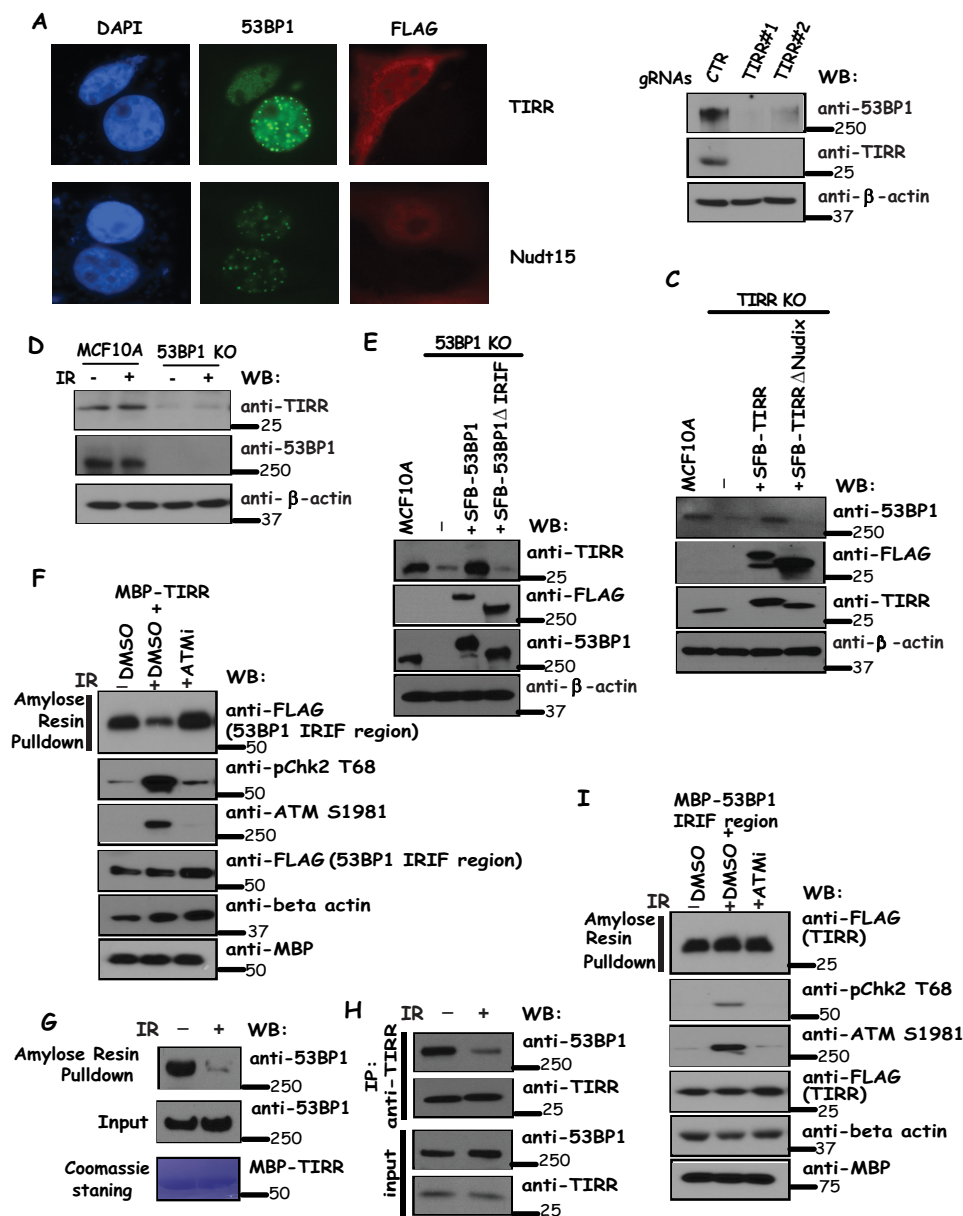 A
DAPI
53BP1
FLAG
TIRR
Nudt15
gRNAs
CTR
TIRR#1
TIRR#2
WB:
anti-53BP1
250
anti-TIRR
25
anti-β-actin
37
C
TIRR KO
MCF10A
–
+SFB-TIRR
+SFB-TIRRΔNudix
WB:
anti-53BP1
250
anti-FLAG
25
anti-TIRR
25
anti-β-actin
37
D
MCF10A 53BP1 KO
IR - + - + WB:
anti-TIRR
25
anti-53BP1
250
anti-β-actin
37
E
53BP1 KO
MCF10A
–
+SFB-53BP1
+SFB-53BP1ΔIRIF
WB:
anti-TIRR
25
anti-FLAG
250
anti-53BP1
250
anti-β-actin
37
F
MBP-TIRR
+
IR
–DMSO
+DMSO
+ATMi
WB:
Amylose
Resin
Pulldown
anti-FLAG
(53BP1 IRIF region)
50
anti-pChk2 T68
50
anti-ATM S1981
250
anti-FLAG (53BP1 IRIF region)
50
anti-beta actin
37
anti-MBP
50
G
IR – + WB:
Amylose Resin
Pulldown
anti-53BP1
250
Input
anti-53BP1
250
Coomassie
staning
MBP-TIRR
50
H
IR – + WB:
IP:
anti-TIRR
anti-53BP1
250
anti-TIRR
25
input
anti-53BP1
250
anti-TIRR
25
I
MBP-53BP1
IRIF region
+
IR
–DMSO
+DMSO
+ATMi
WB:
Amylose
Resin
Pulldown
anti-FLAG
(TIRR)
25
anti-pChk2 T68
50
anti-ATM S1981
250
anti-FLAG
(TIRR)
25
anti-beta actin
37
anti-MBP
75